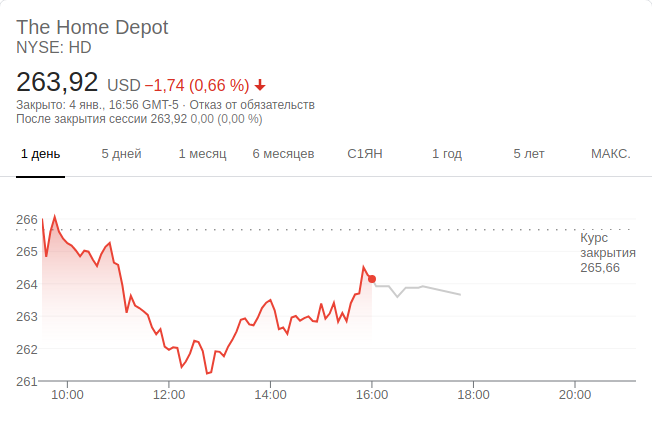 The Home Depot
NYSE: HD
263,92 USD −1,74 (0,66 %)
Закрыто: 4 янв., 16:56 GMT-5 · Отказ от обязательств
После закрытия сессии 263,92 0,00 (0,00 %)
1 день 5 дней 1 месяц 6 месяцев С1ЯН 1 год 5 лет МАКС.
266
Курс
закрытия
265,66
265
264
263
262
261
10:00 12:00 14:00 16:00 18:00 20:00